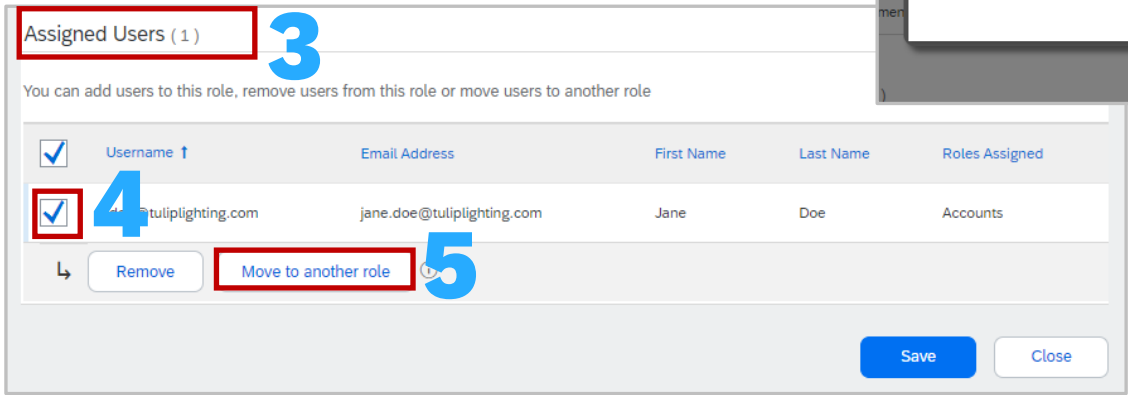 Assigned Users (1)
3
You can add users to this role, remove users from this role or move users to another role
Username ↑ Email Address First Name Last Name Roles Assigned
4
@tuliplighting.com jane.doe@tuliplighting.com Jane Doe Accounts
Remove Move to another role
5
Save Close